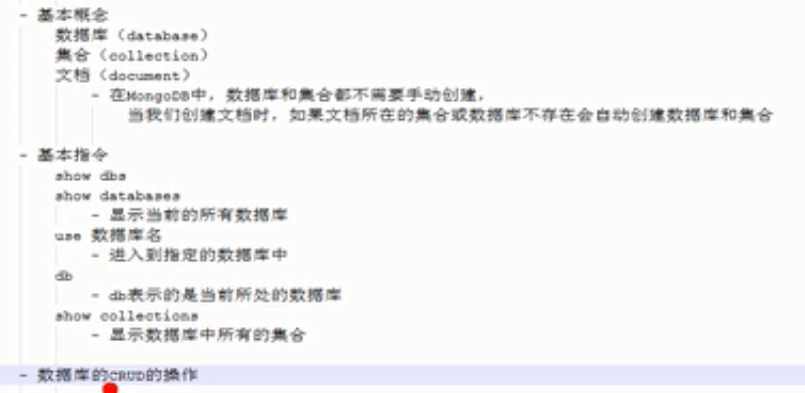 - 基本概念
数据库（database）
集合（collection）
文档（document）
- 在MongoDB中，数据库和集合都不需要手动创建，
当我们创建文档时，如果文档所在的集合或数据库不存在会自动创建数据库和集合
- 基本指令
show dbs
show databases
- 显示当前的所有数据库
use 数据库名
- 进入到指定的数据库中
db
- db表示的是当前所处的数据库
show collections
- 显示数据库中所有的集合
- 数据库的CRUD的操作